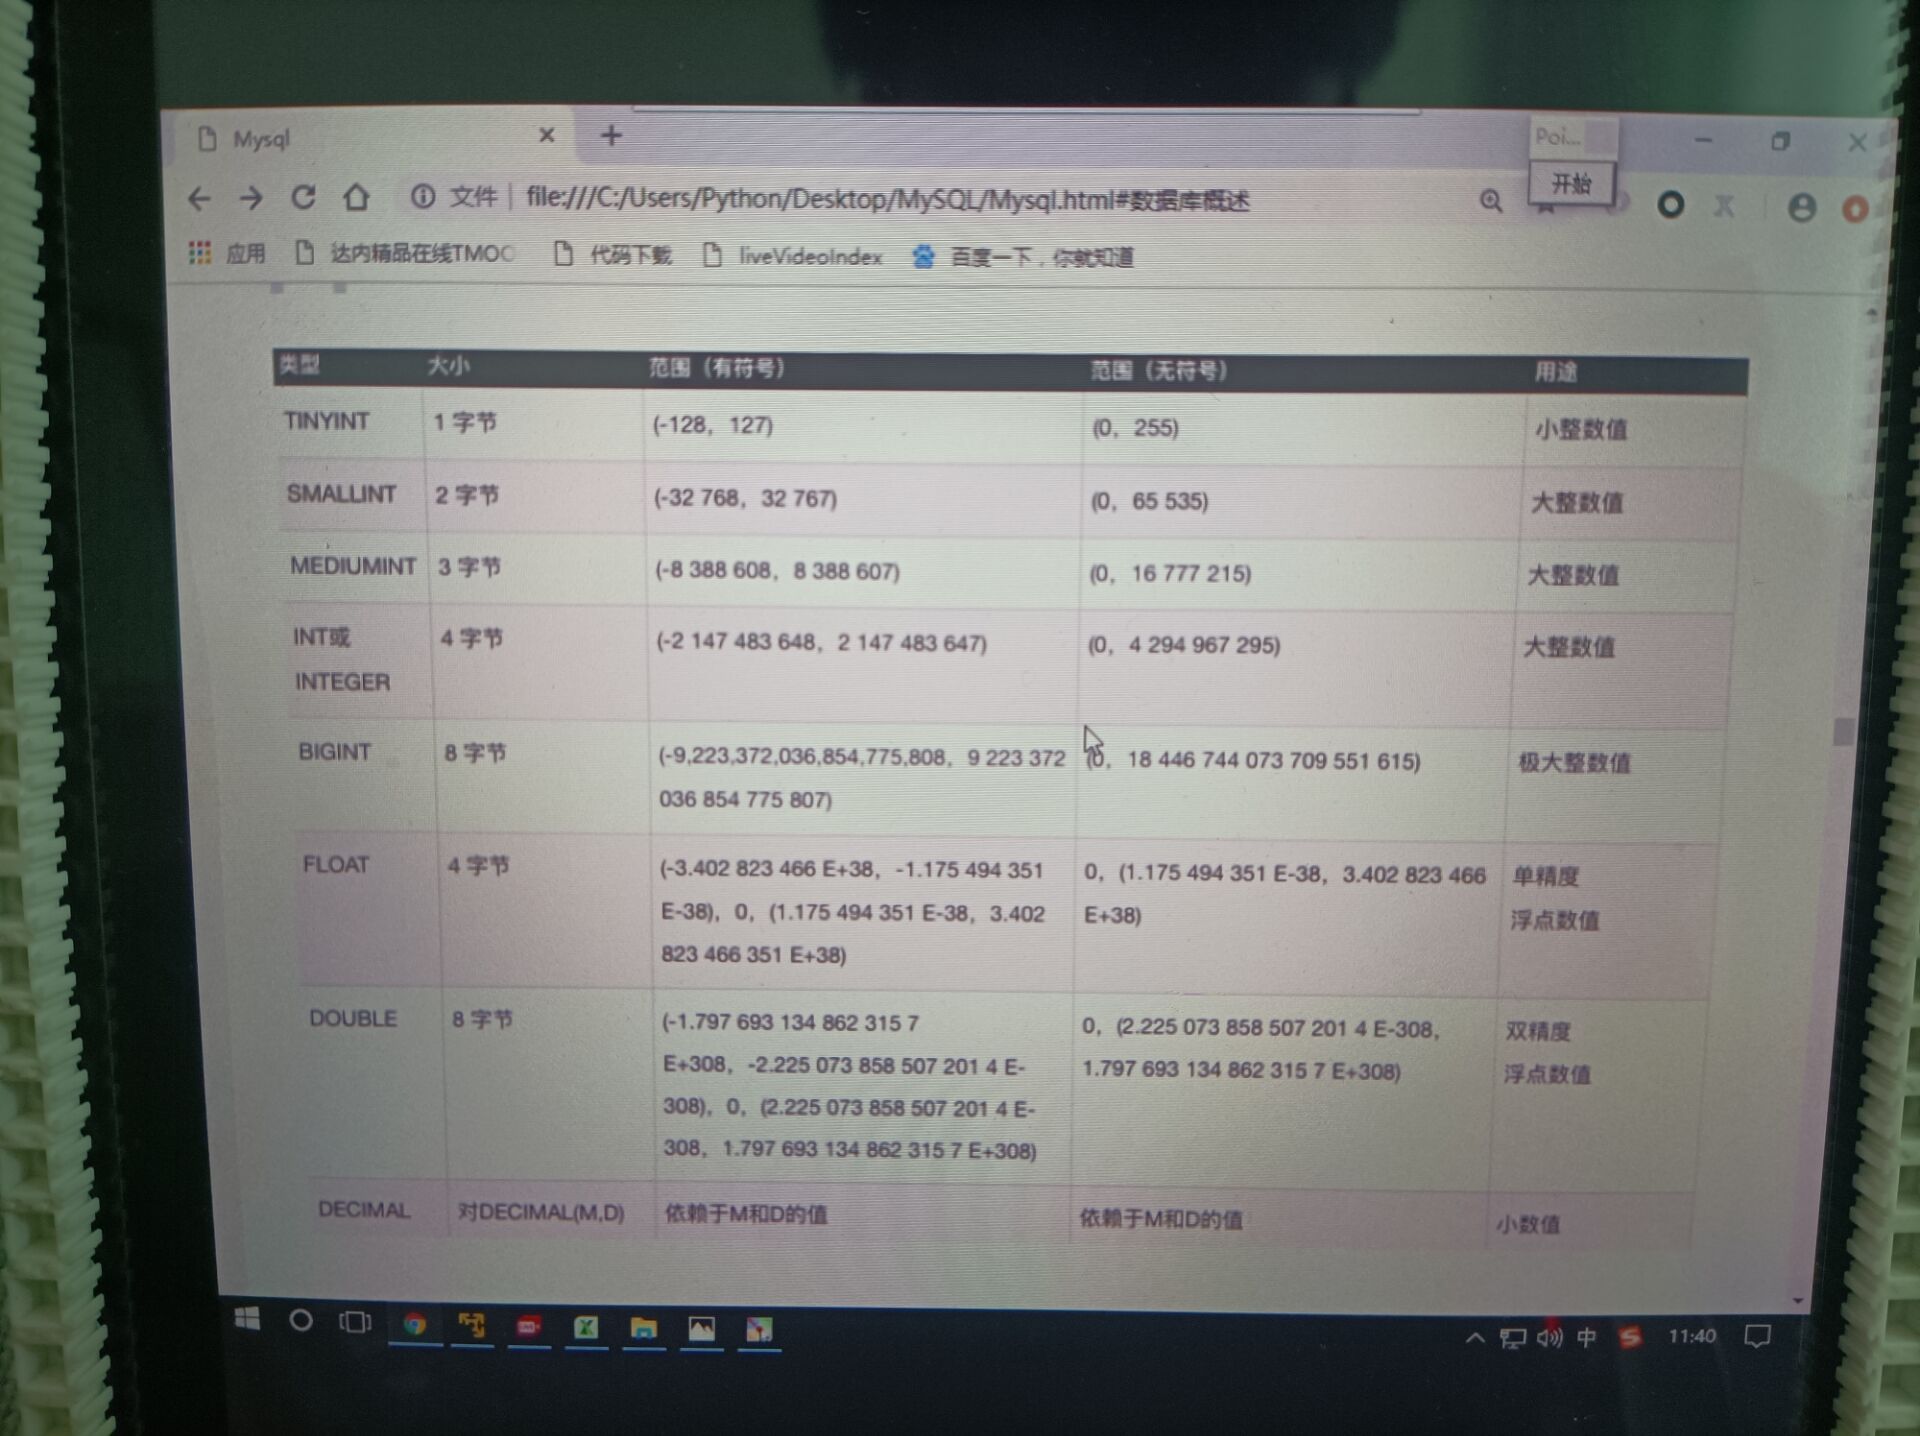 Mysql
Poi...
开始
文件 file:///C:/Users/Python/Desktop/MySQL/Mysql.html#数据库概述
应用 达内精品在线TMOO 代码下载 liveVideoIndex 百度一下，你就知道
类型 大小 范围（有符号） 范围（无符号） 用途
TINYINT 1 字节 (-128，127) (0，255) 小整数值
SMALLINT 2 字节 (-32 768，32 767) (0，65 535) 大整数值
MEDIUMINT 3 字节 (-8 388 608，8 388 607) (0，16 777 215) 大整数值
INT或 4 字节 (-2 147 483 648，2 147 483 647) (0，4 294 967 295) 大整数值
INTEGER
BIGINT 8 字节 (-9,223,372,036,854,775,808，9 223 372 (0，18 446 744 073 709 551 615) 极大整数值
036 854 775 807)
FLOAT 4 字节 (-3.402 823 466 E+38，-1.175 494 351 0，(1.175 494 351 E-38，3.402 823 466 单精度
E-38)，0，(1.175 494 351 E-38，3.402 E+38) 浮点数值
823 466 351 E+38)
DOUBLE 8 字节 (-1.797 693 134 862 315 7 0，(2.225 073 858 507 201 4 E-308， 双精度
E+308，-2.225 073 858 507 201 4 E- 1.797 693 134 862 315 7 E+308) 浮点数值
308)，0，(2.225 073 858 507 201 4 E-
308，1.797 693 134 862 315 7 E+308)
DECIMAL 对DECIMAL(M,D) 依赖于M和D的值 依赖于M和D的值 小数值
中 11:40